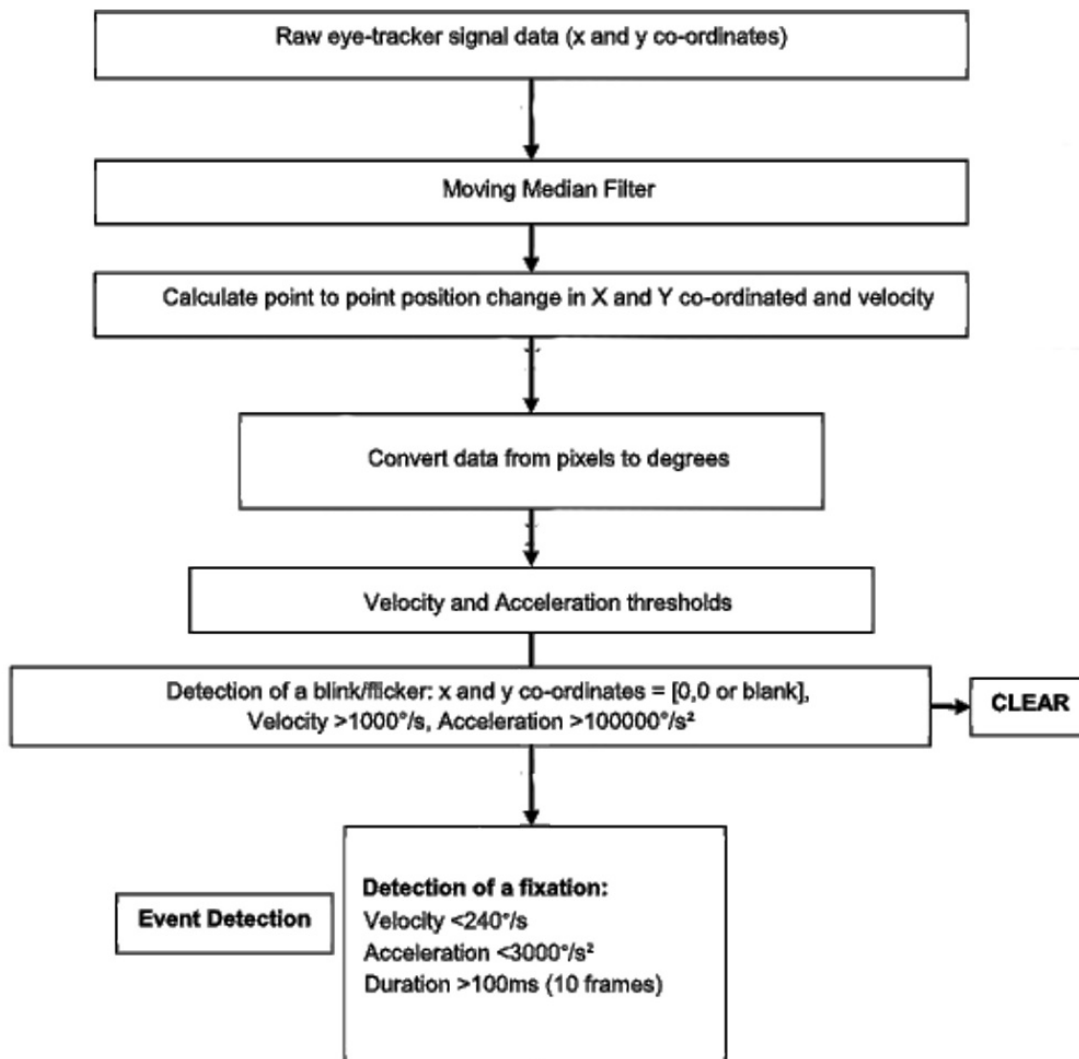 Raw eye-tracker signal data (x and y co-ordinates)
Moving Median Filter
Calculate point to point position change in X and Y co-ordinated and velocity
Convert data from pixels to degrees
Velocity and Acceleration thresholds
Detection of a blink/flicker: x and y co-ordinates = [0,0 or blank],
Velocity >1000°/s, Acceleration >100000°/s²
CLEAR
Event Detection
Detection of a fixation:
Velocity <240°/s
Acceleration <3000°/s²
Duration >100ms (10 frames)